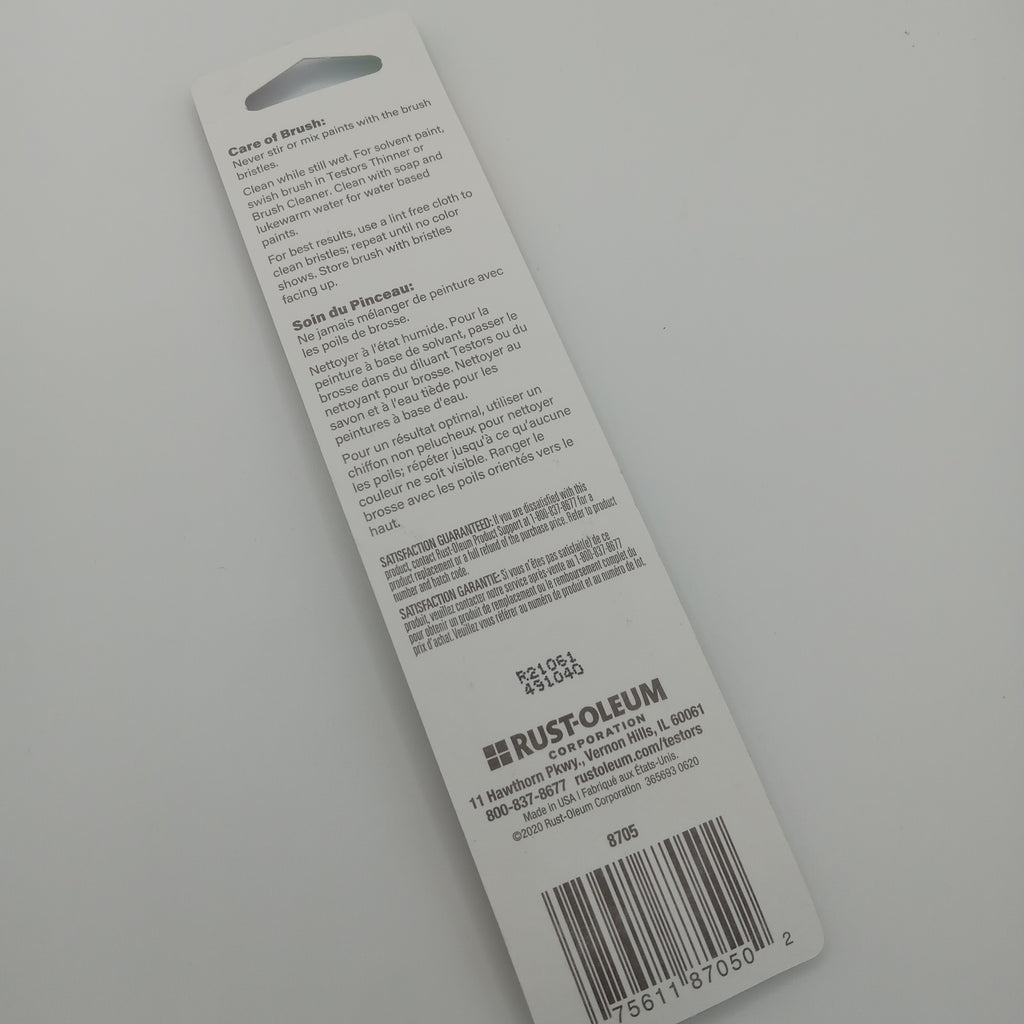 Care of Brush:
Never stir or mix paints with the brush
bristles.
Clean while still wet. For solvent paint,
swish brush in Testors Thinner or
Brush Cleaner. Clean with soap and
lukewarm water for water based
paints.
For best results, use a lint free cloth to
clean bristles; repeat until no color
shows. Store brush with bristles
facing up.
Soin du Pinceau:
Ne jamais mélanger de peinture avec
les poils de brosse.
Nettoyer à l'état humide. Pour la
peinture à base de solvant, passer le
brosse dans du diluant Testors ou du
nettoyant pour brosse. Nettoyer au
savon et à l'eau tiède pour les
peintures à base d'eau.
Pour un résultat optimal, utiliser un
chiffon non pelucheux pour nettoyer
les poils; répéter jusqu'à ce qu'aucune
couleur ne soit visible. Ranger le
brosse avec les poils orientés vers le
haut.
SATISFACTION GUARANTEED: If you are dissatisfied with this
product, contact Rust-Oleum Product Support at 1-800-837-8677 for a
product replacement or a full refund of the purchase price. Refer to product
number and batch code.
SATISFACTION GARANTIE: Si vous n'êtes pas satisfait(e) de ce
produit, veuillez contacter notre service après-vente au 1-800-837-8677
pour obtenir un produit de remplacement ou le remboursement complet du
prix d'achat. Veuillez vous référer au numéro de produit et au numéro de lot.
R21061
491040
RUST-OLEUM
CORPORATION
11 Hawthorn Pkwy., Vernon Hills, IL 60061
800-837-8677 rustoleum.com/testors
Made in USA | Fabriqué aux États-Unis.
©2020 Rust-Oleum Corporation 365693 0620
8705
75611 87050 2